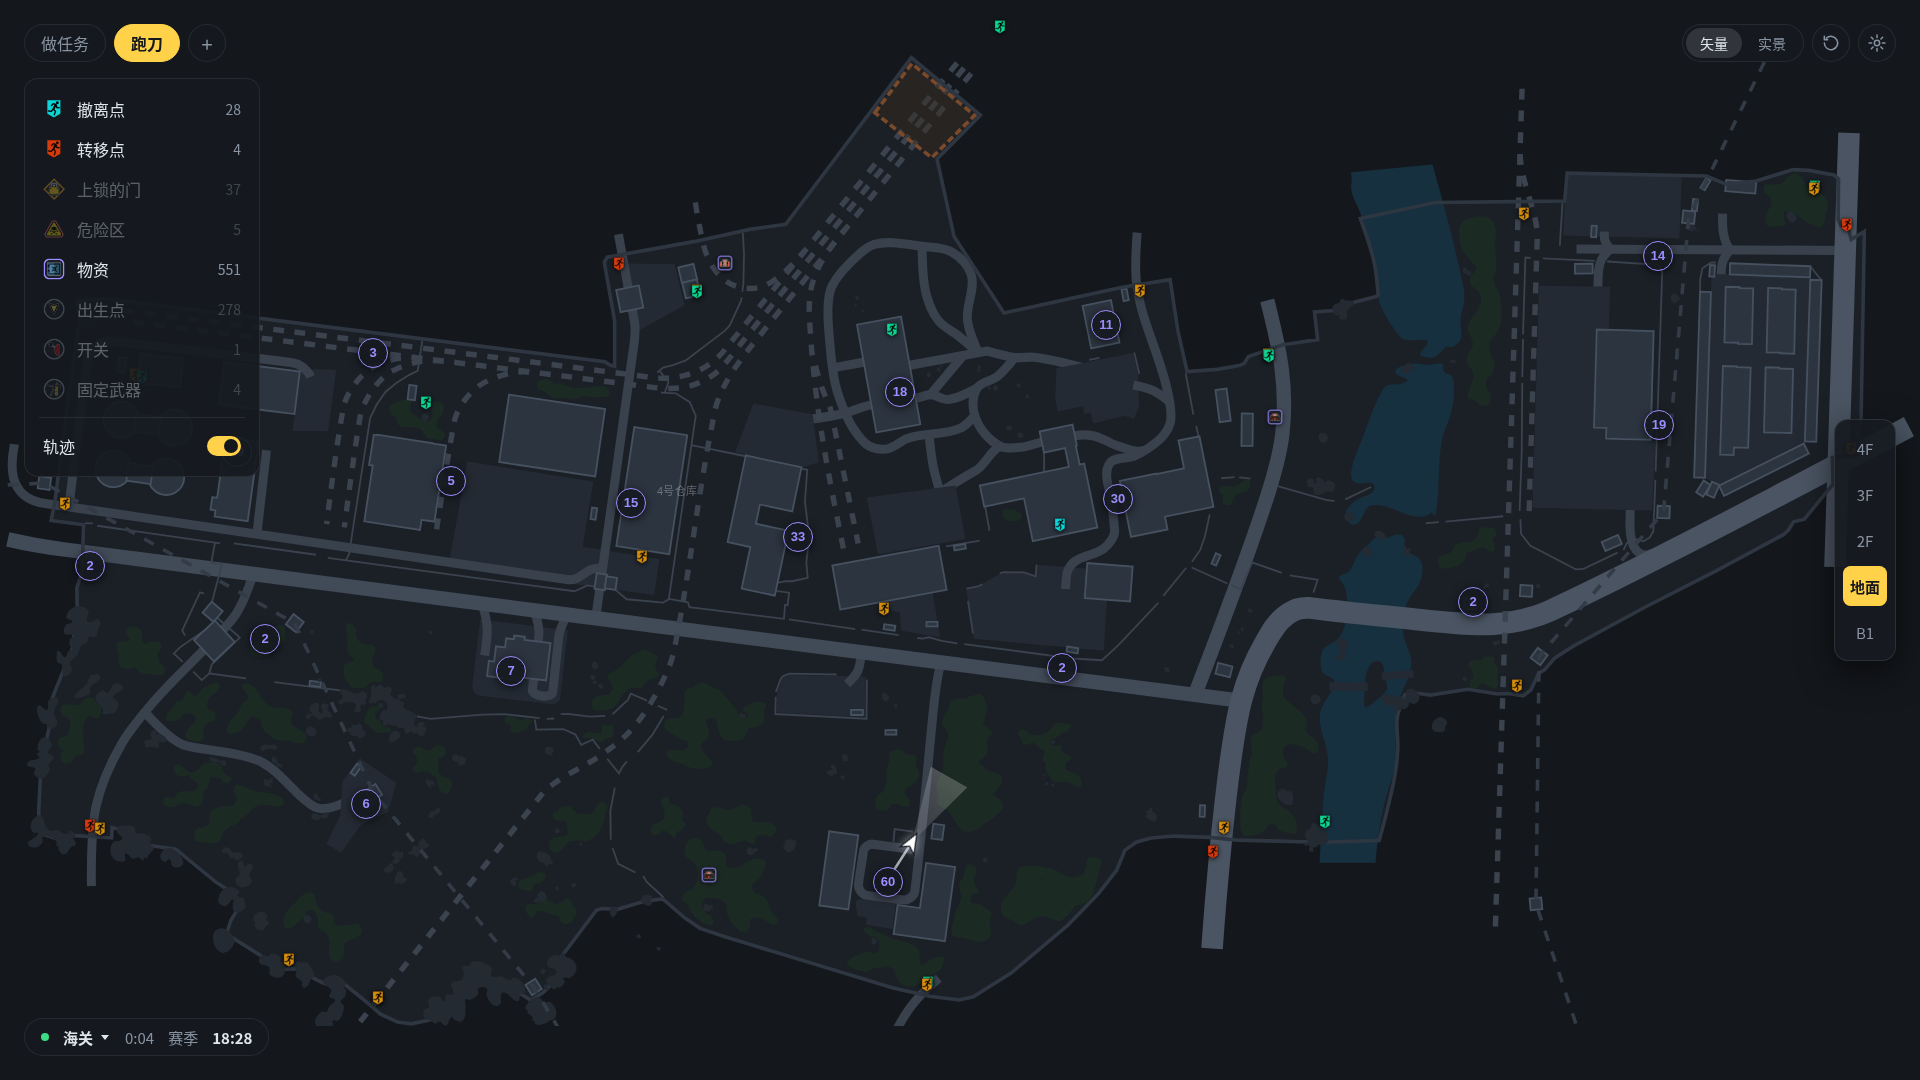 做任务 跑刀 +
矢量 实景
撤离点 28
转移点 4
上锁的门 37
危险区 5
物资 551
出生点 278
开关 1
固定武器 4
轨迹
14
11
3
18
19
4F
5
15
4号仓库
30
3F
33
2F
2
地面
2
2
B1
7
2
6
60
海关 0:04 赛季 18:28